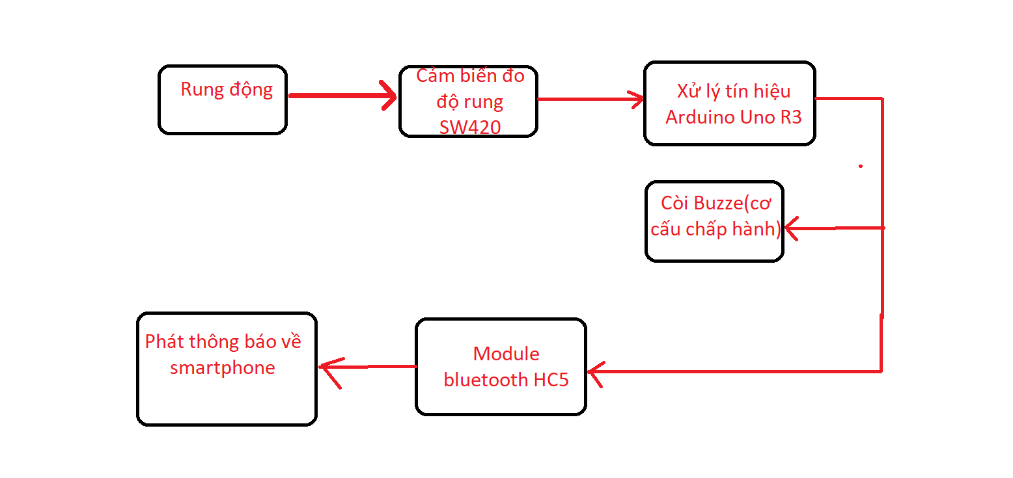 Rung động
Cảm biến đo
độ rung
SW420
Xử lý tín hiệu
Arduino Uno R3
Còi Buzze(cơ
cấu chấp hành)
Phát thông báo về
smartphone
Module
bluetooth HC5